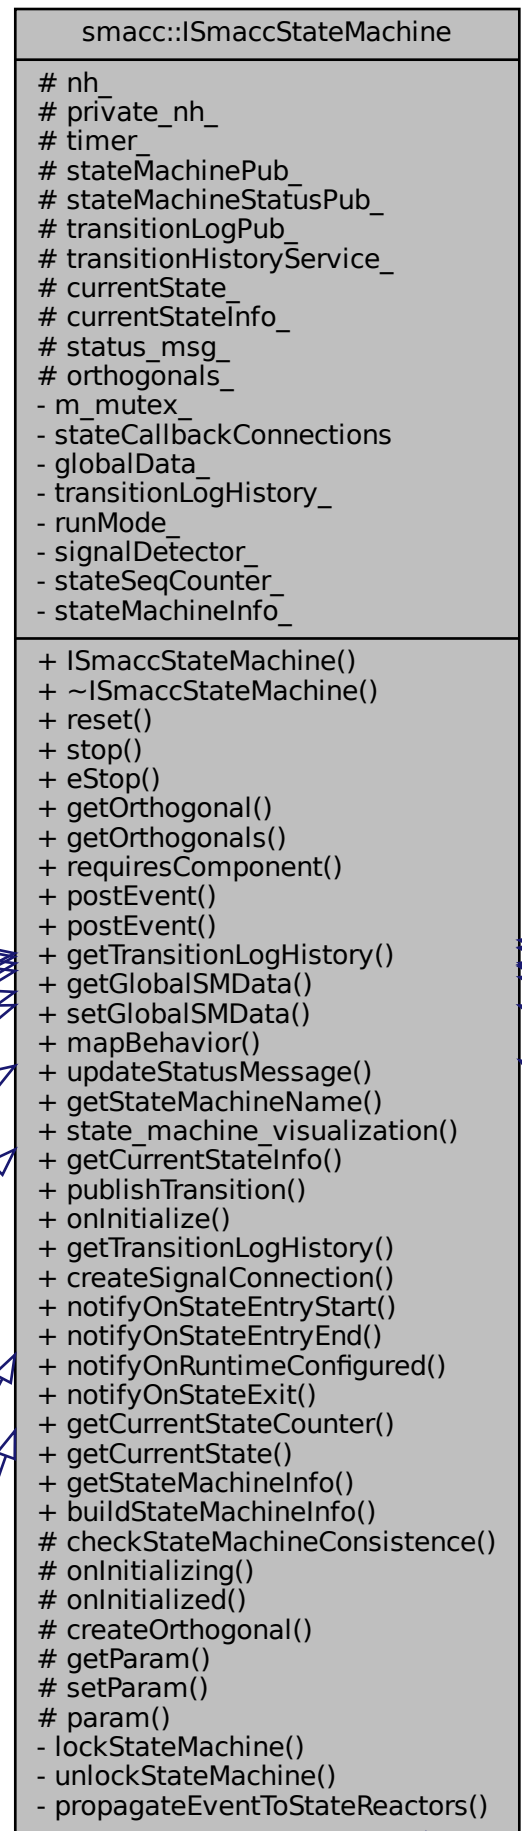 smacc::ISmaccStateMachine
# nh_
# private_nh_
# timer_
# stateMachinePub_
# stateMachineStatusPub_
# transitionLogPub_
# transitionHistoryService_
# currentState_
# currentStateInfo_
# status_msg_
# orthogonals_
- m_mutex_
- stateCallbackConnections
- globalData_
- transitionLogHistory_
- runMode_
- signalDetector_
- stateSeqCounter_
- stateMachineInfo_
+ ISmaccStateMachine()
+ ~ISmaccStateMachine()
+ reset()
+ stop()
+ eStop()
+ getOrthogonal()
+ getOrthogonals()
+ requiresComponent()
+ postEvent()
+ postEvent()
+ getTransitionLogHistory()
+ getGlobalSMData()
+ setGlobalSMData()
+ mapBehavior()
+ updateStatusMessage()
+ getStateMachineName()
+ state_machine_visualization()
+ getCurrentStateInfo()
+ publishTransition()
+ onInitialize()
+ getTransitionLogHistory()
+ createSignalConnection()
+ notifyOnStateEntryStart()
+ notifyOnStateEntryEnd()
+ notifyOnRuntimeConfigured()
+ notifyOnStateExit()
+ getCurrentStateCounter()
+ getCurrentState()
+ getStateMachineInfo()
+ buildStateMachineInfo()
# checkStateMachineConsistence()
# onInitializing()
# onInitialized()
# createOrthogonal()
# getParam()
# setParam()
# param()
- lockStateMachine()
- unlockStateMachine()
- propagateEventToStateReactors()